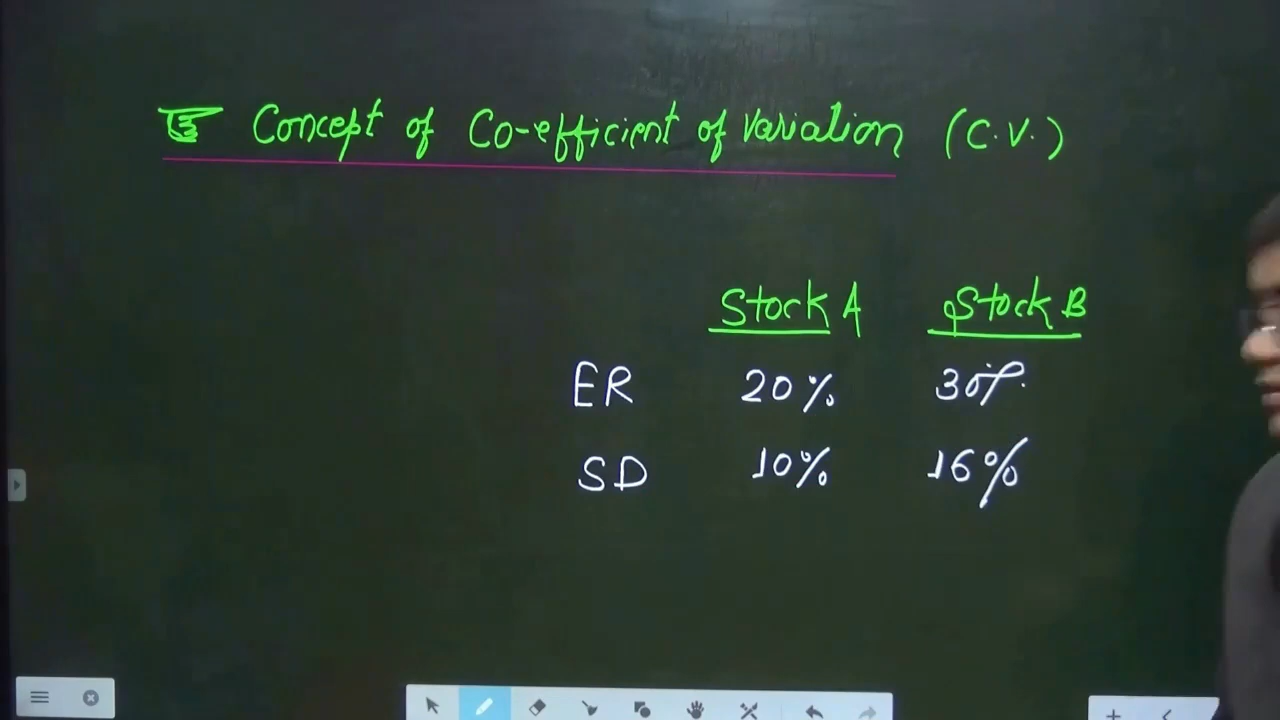 ☞ Concept of Co-efficient of Variation (C.V.)
Stock A Stock B
ER 20% 30%
SD 10% 16%